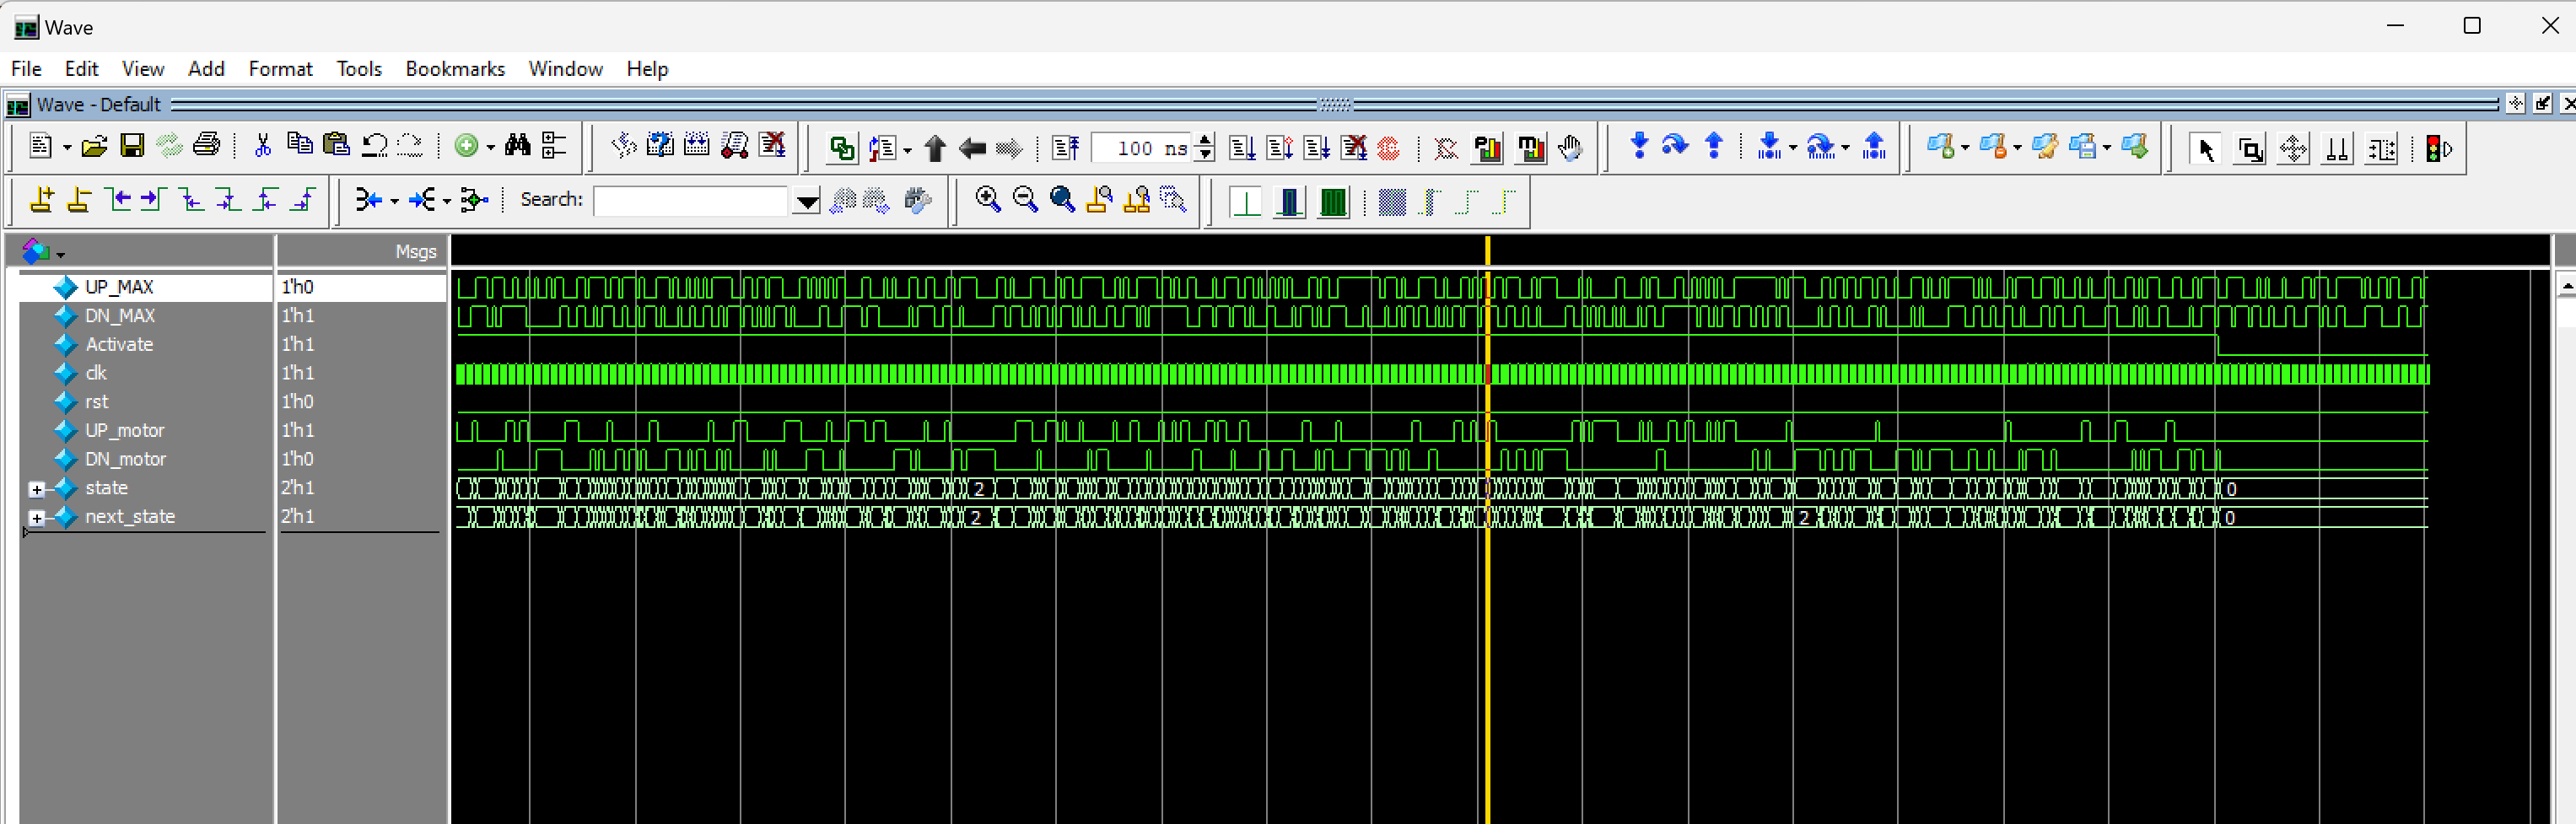 Wave
File Edit View Add Format Tools Bookmarks Window Help
Wave - Default
100 ns
Search:
Msgs
UP_MAX 1'h0
DN_MAX 1'h1
Activate 1'h1
clk 1'h1
rst 1'h0
UP_motor 1'h1
DN_motor 1'h0
state 2'h1 2 0
next_state 2'h1 2 2 0